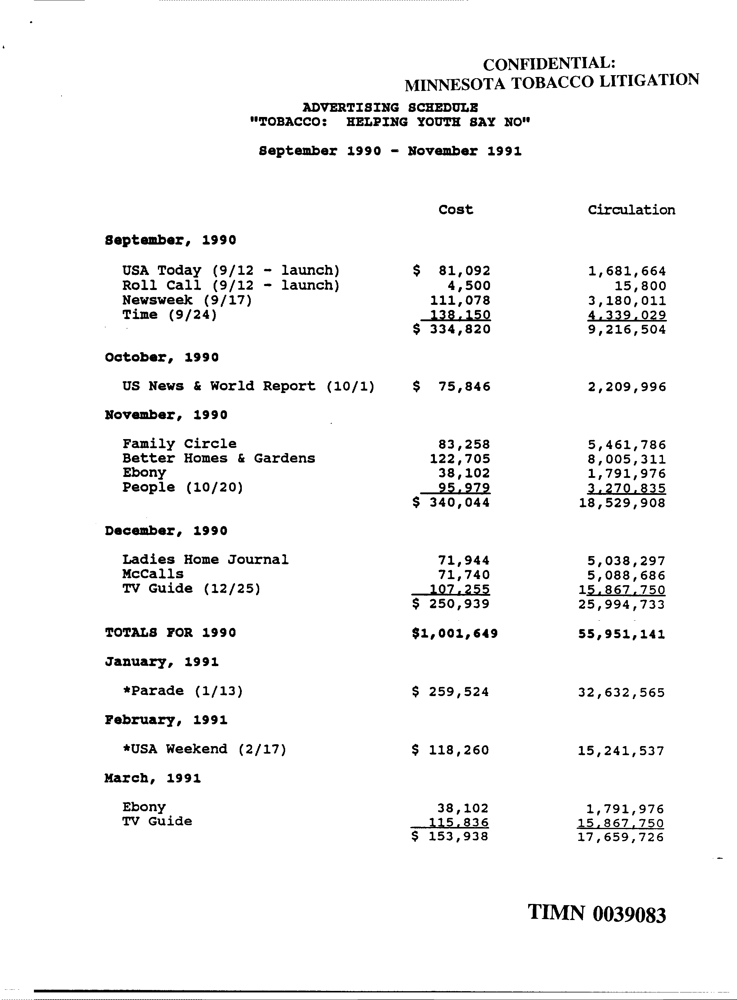 CONFIDENTIAL:
MINNESOTA TOBACCO LITIGATION
ADVERTISING SCHEDULE
"TOBACCO: HELPING YOUTH SAY NO"
September 1990 - November 1991
Cost Circulation
September, 1990
USA Today (9/12 - launch) $ 81,092 1,681,664
Roll Call (9/12 - launch) 4,500 15,800
Newsweek (9/17) 111,078 3,180,011
Time (9/24) 138,150 4,339,029
$ 334,820 9,216,504
October, 1990
US News & World Report (10/1) $ 75,846 2,209,996
November, 1990
Family Circle 83,258 5,461,786
Better Homes & Gardens 122,705 8,005,311
Ebony 38,102 1,791,976
People (10/20) 95,979 3,270,835
$ 340,044 18,529,908
December, 1990
Ladies Home Journal 71,944 5,038,297
McCalls 71,740 5,088,686
TV Guide (12/25) 107,255 15,867,750
$ 250,939 25,994,733
TOTALS FOR 1990 $1,001,649 55,951,141
January, 1991
*Parade (1/13) $ 259,524 32,632,565
February, 1991
*USA Weekend (2/17) $ 118,260 15,241,537
March, 1991
Ebony 38,102 1,791,976
TV Guide 115,836 15,867,750
$ 153,938 17,659,726
TIMN 0039083